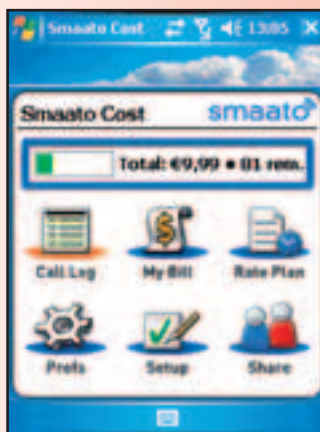 Smaato Cost 13:05
Smaato Cost smaato
Total: €9,99 • 81 rem.
Call Log My Bill Rate Plan
Prefs Setup Share